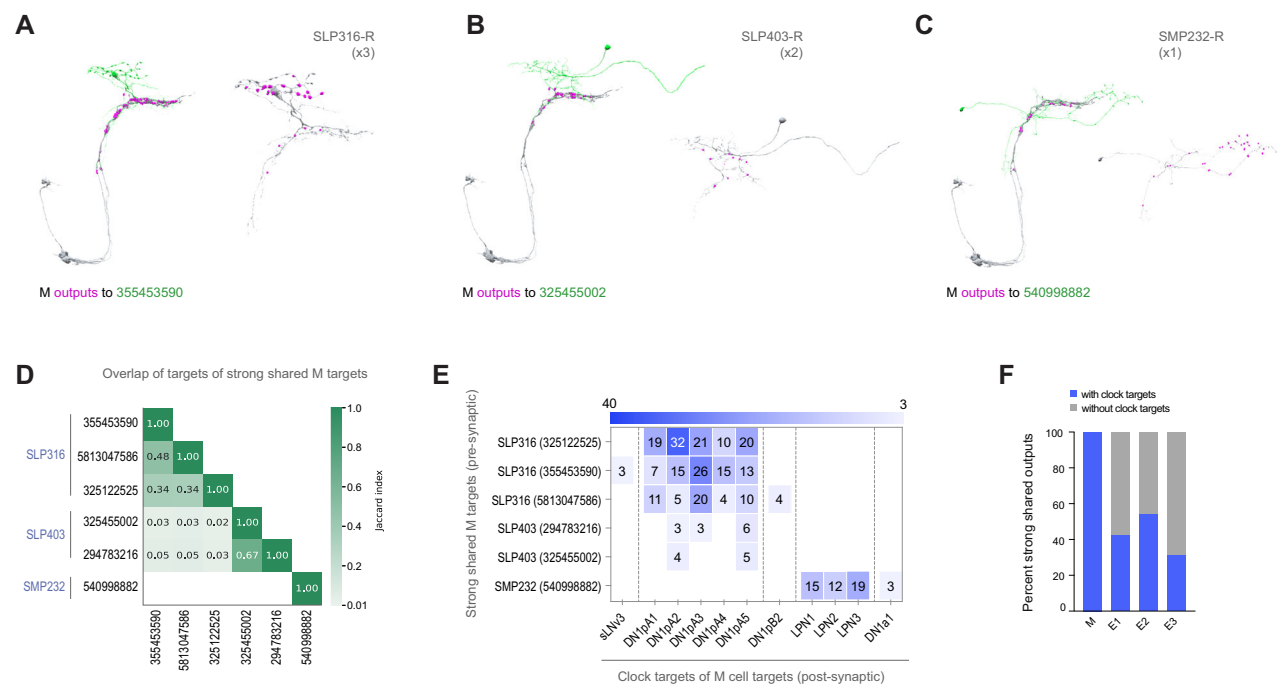 A
SLP316-R
(x3)
M outputs to 355453590
B
SLP403-R
(x2)
M outputs to 325455002
C
SMP232-R
(x1)
M outputs to 540998882
D
Overlap of targets of strong shared M targets
SLP316
SLP403
SMP232
355453590
5813047586
325122525
325455002
294783216
540998882
1.00
0.48 1.00
0.34 0.34 1.00
0.03 0.03 0.02 1.00
0.05 0.05 0.03 0.67 1.00
1.00
355453590
5813047586
325122525
325455002
294783216
540998882
1.0
0.8
0.6
0.4
0.2
0.01
Jaccard index
E
Strong shared M targets (pre-synaptic)
40 3
SLP316 (325122525) 19 32 21 10 20
SLP316 (355453590) 3 7 15 26 15 13
SLP316 (5813047586) 11 5 20 4 10 4
SLP403 (294783216) 3 3 6
SLP403 (325455002) 4 5
SMP232 (540998882) 15 12 19 3
sLNv3
DN1pA1
DN1pA2
DN1pA3
DN1pA4
DN1pA5
DN1pB2
LPN1
LPN2
LPN3
DN1a1
Clock targets of M cell targets (post-synaptic)
F
with clock targets
without clock targets
Percent strong shared outputs
100
80
60
40
20
0
M
E1
E2
E3